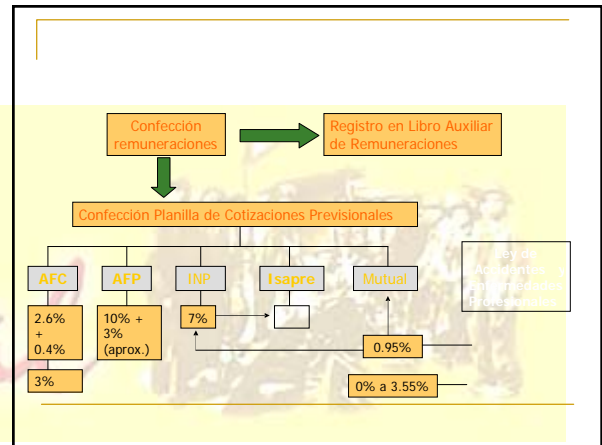 Confección
remuneraciones
Registro en Libro Auxiliar
de Remuneraciones
Confección Planilla de Cotizaciones Previsionales
AFC
AFP
INP
Isapre
Mutual
Ley de
Accidentes y
Enfermedades
Profesionales
2.6%
+
0.4%
10% +
3%
(aprox.)
7%
0.95%
3%
0% a 3.55%